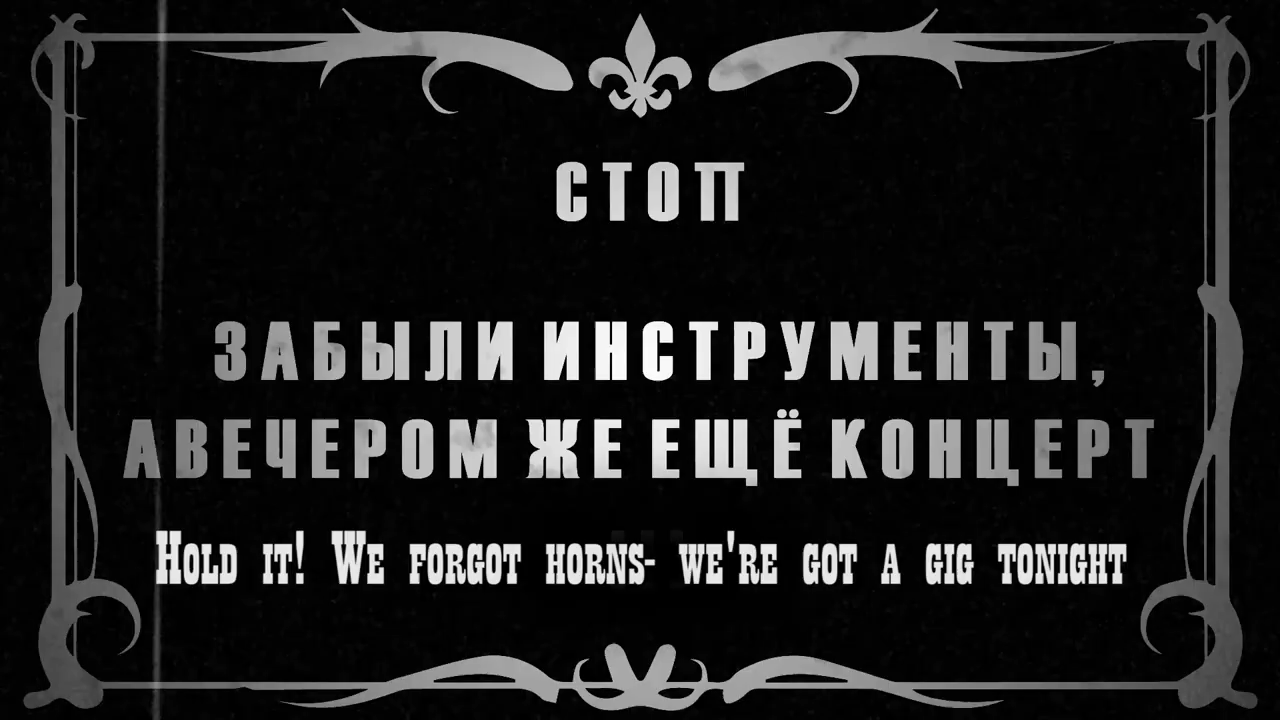 СТОП
ЗАБЫЛИ ИНСТРУМЕНТЫ,
АВЕЧЕРОМ ЖЕ ЕЩЁ КОНЦЕРТ
Hold it! We forgot horns- we're got a gig tonight